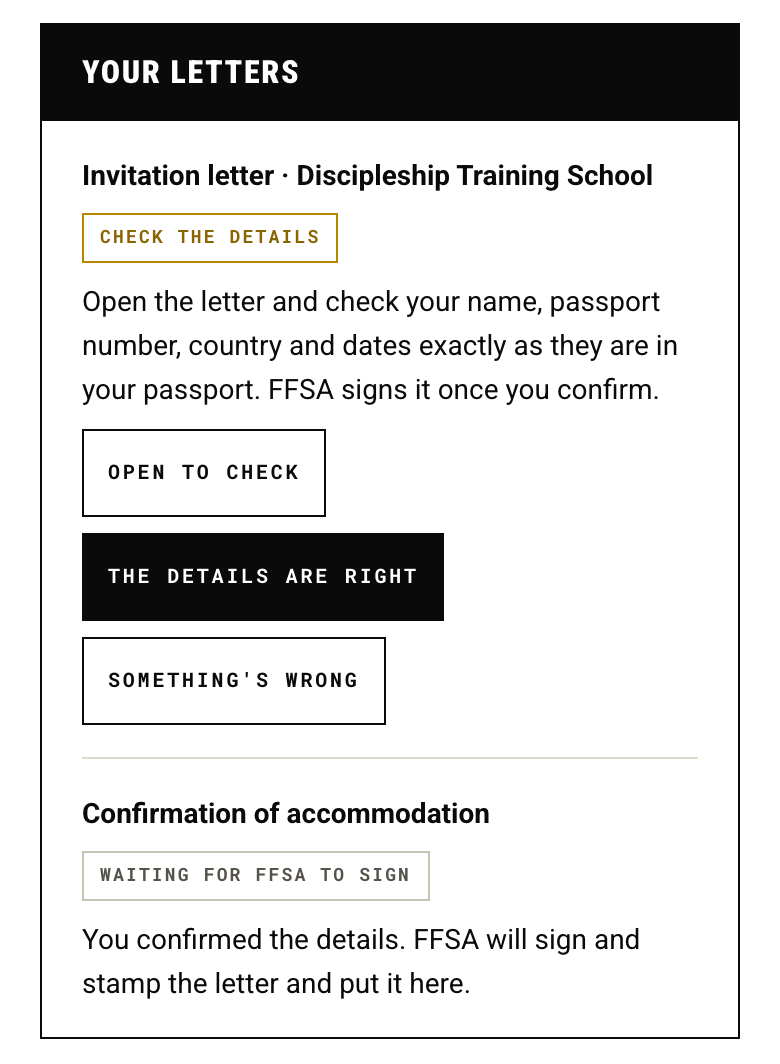 YOUR LETTERS
Invitation letter · Discipleship Training School
CHECK THE DETAILS
Open the letter and check your name, passport
number, country and dates exactly as they are in
your passport. FFSA signs it once you confirm.
OPEN TO CHECK
THE DETAILS ARE RIGHT
SOMETHING'S WRONG
Confirmation of accommodation
WAITING FOR FFSA TO SIGN
You confirmed the details. FFSA will sign and
stamp the letter and put it here.